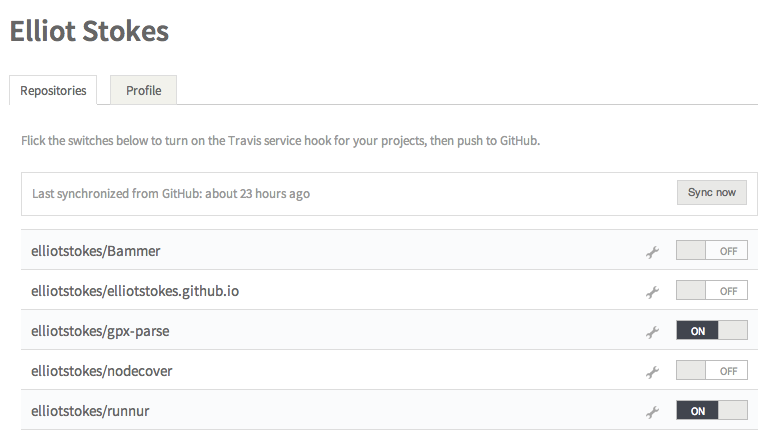 Elliot Stokes
Repositories Profile
Flick the switches below to turn on the Travis service hook for your projects, then push to GitHub.
Last synchronized from GitHub: about 23 hours ago Sync now
elliotstokes/Bammer OFF
elliotstokes/elliotstokes.github.io OFF
elliotstokes/gpx-parse ON
elliotstokes/nodecover OFF
elliotstokes/runnur ON